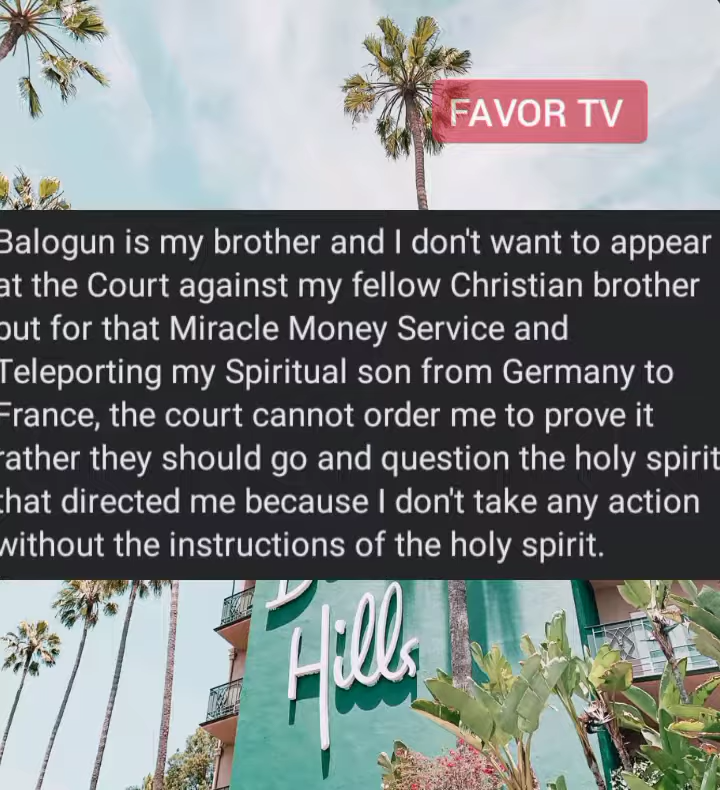 FAVOR TV
Balogun is my brother and I don't want to appear
at the Court against my fellow Christian brother
but for that Miracle Money Service and
Teleporting my Spiritual son from Germany to
France, the court cannot order me to prove it
rather they should go and question the holy spirit
that directed me because I don't take any action
without the instructions of the holy spirit.
Hills